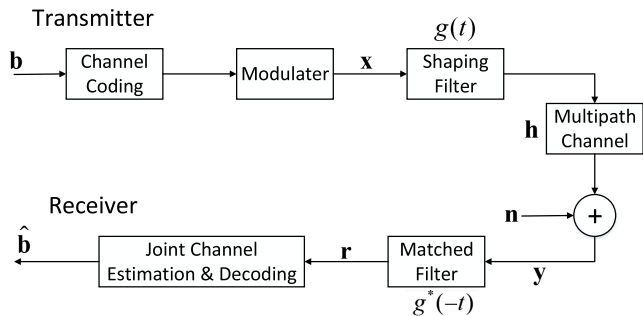 Transmitter
g(t)
b
Channel
Coding
Modulater
x
Shaping
Filter
h
Multipath
Channel
n
+
Receiver
b̂
Joint Channel
Estimation & Decoding
r
Matched
Filter
y
g*(−t)